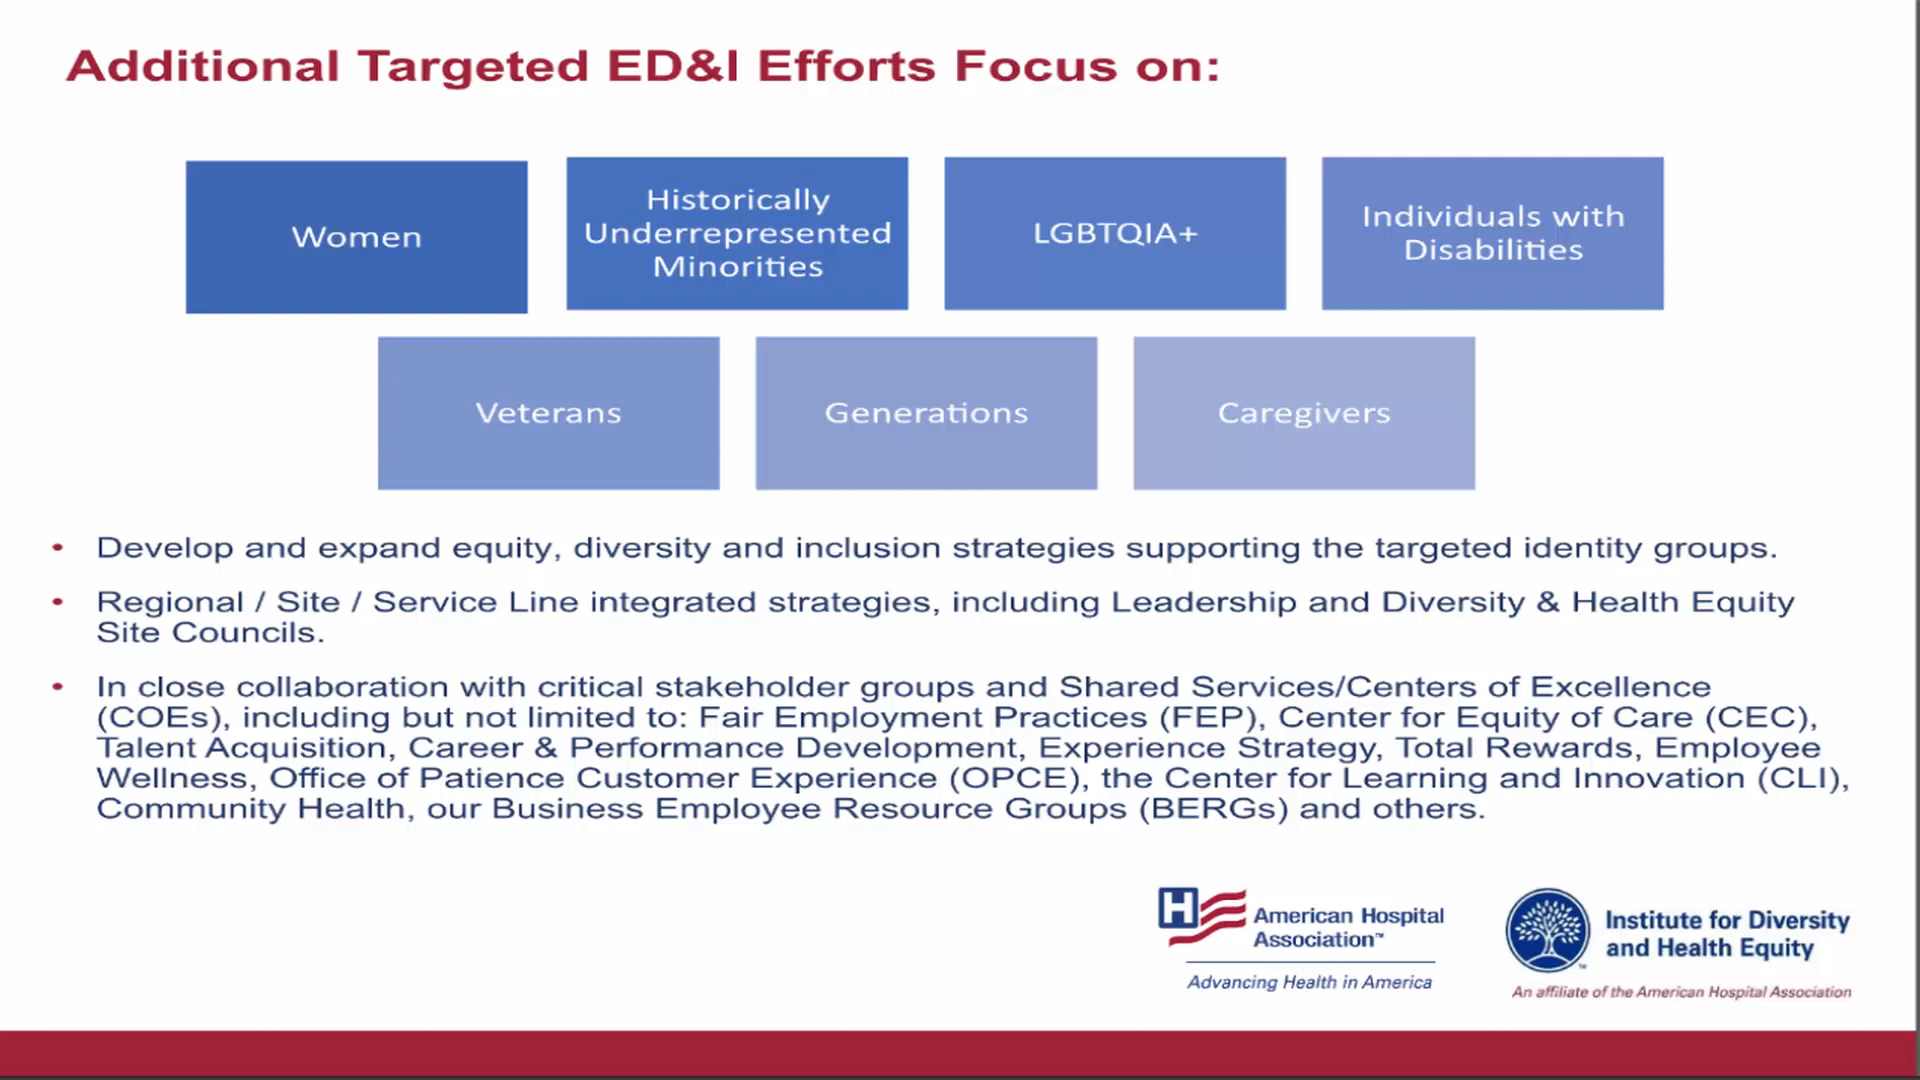 Additional Targeted ED&I Efforts Focus on:
Women
Historically
Underrepresented
Minorities
LGBTQIA+
Individuals with
Disabilities
Veterans
Generations
Caregivers
• Develop and expand equity, diversity and inclusion strategies supporting the targeted identity groups.
• Regional / Site / Service Line integrated strategies, including Leadership and Diversity & Health Equity
Site Councils.
• In close collaboration with critical stakeholder groups and Shared Services/Centers of Excellence
(COEs), including but not limited to: Fair Employment Practices (FEP), Center for Equity of Care (CEC),
Talent Acquisition, Career & Performance Development, Experience Strategy, Total Rewards, Employee
Wellness, Office of Patience Customer Experience (OPCE), the Center for Learning and Innovation (CLI),
Community Health, our Business Employee Resource Groups (BERGs) and others.
H
American Hospital
Association™
Advancing Health in America
Institute for Diversity
and Health Equity
™
An affiliate of the American Hospital Association